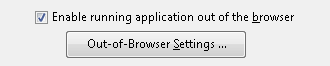 Enable running application out of the browser
Out-of-Browser Settings ...